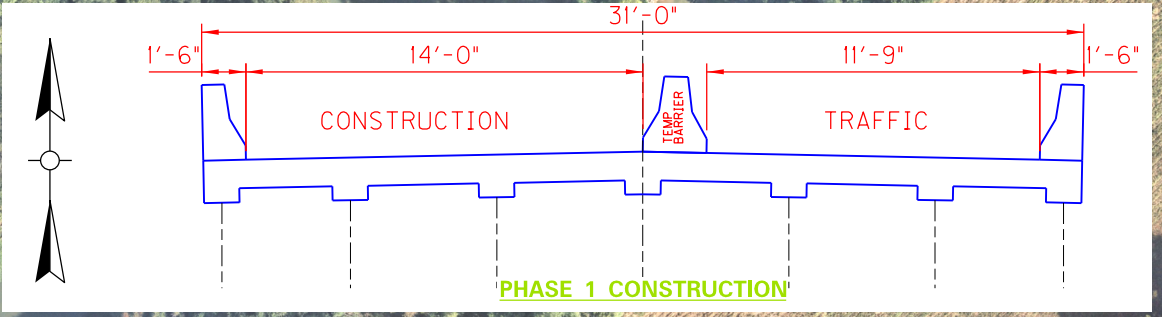 31'-0"
1'-6" 14'-0" 11'-9" 1'-6"
CONSTRUCTION
TEMP
BARRIER
TRAFFIC
PHASE 1 CONSTRUCTION